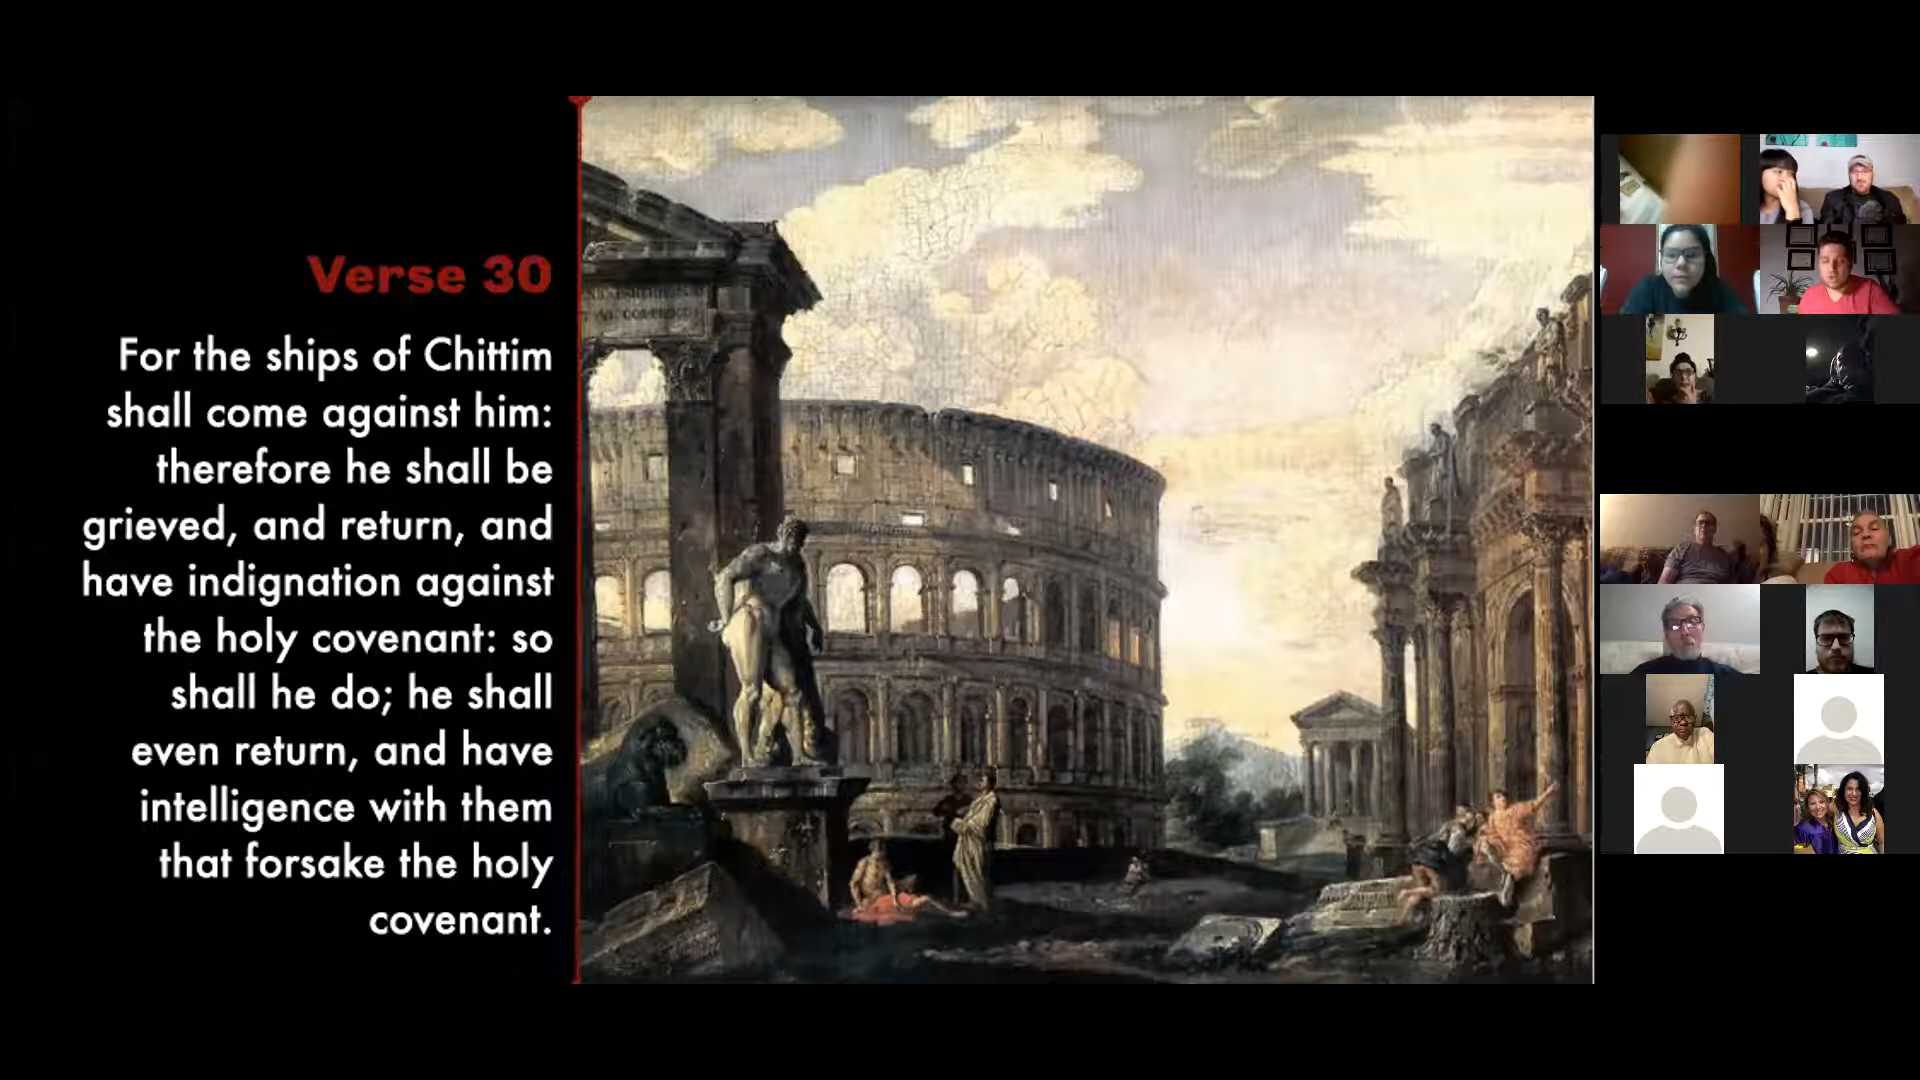 Verse 30
For the ships of Chittim
shall come against him:
therefore he shall be
grieved, and return, and
have indignation against
the holy covenant: so
shall he do; he shall
even return, and have
intelligence with them
that forsake the holy
covenant.